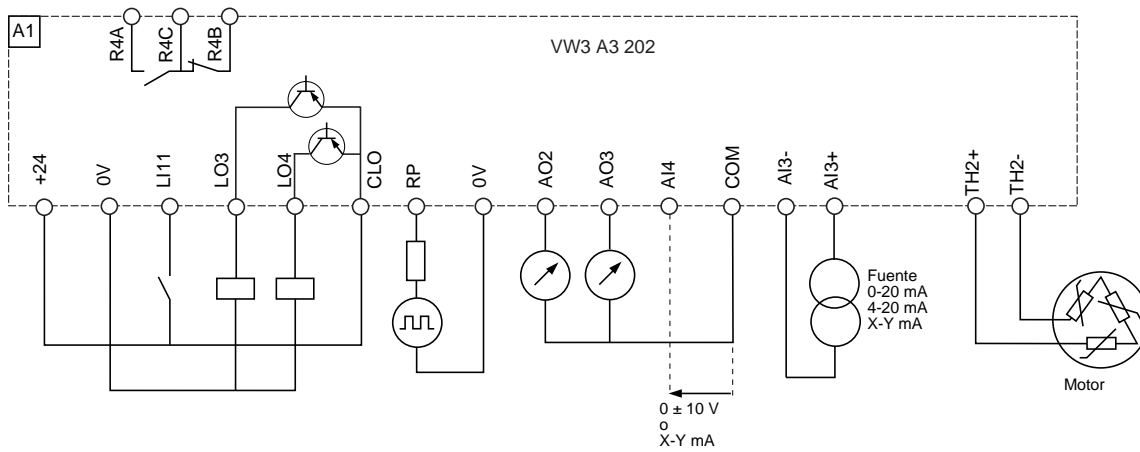 A1
R4A
R4C
R4B
VW3 A3 202
+24
0V
LI11
LO3
LO4
CLO
RP
0V
AO2
AO3
AI4
COM
AI3-
AI3+
TH2+
TH2-
Fuente
0-20 mA
4-20 mA
X-Y mA
Motor
0 ± 10 V
o
X-Y mA